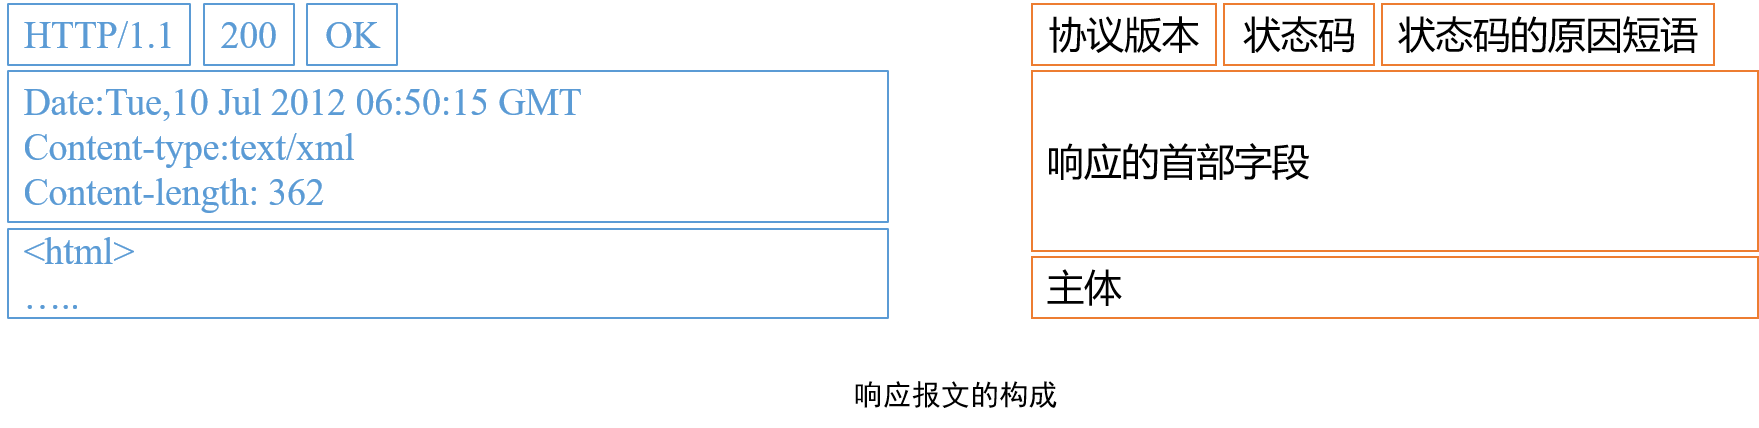 HTTP/1.1 200 OK
Date:Tue,10 Jul 2012 06:50:15 GMT
Content-type:text/xml
Content-length: 362
<html>
.....
协议版本 状态码 状态码的原因短语
响应的首部字段
主体
响应报文的构成